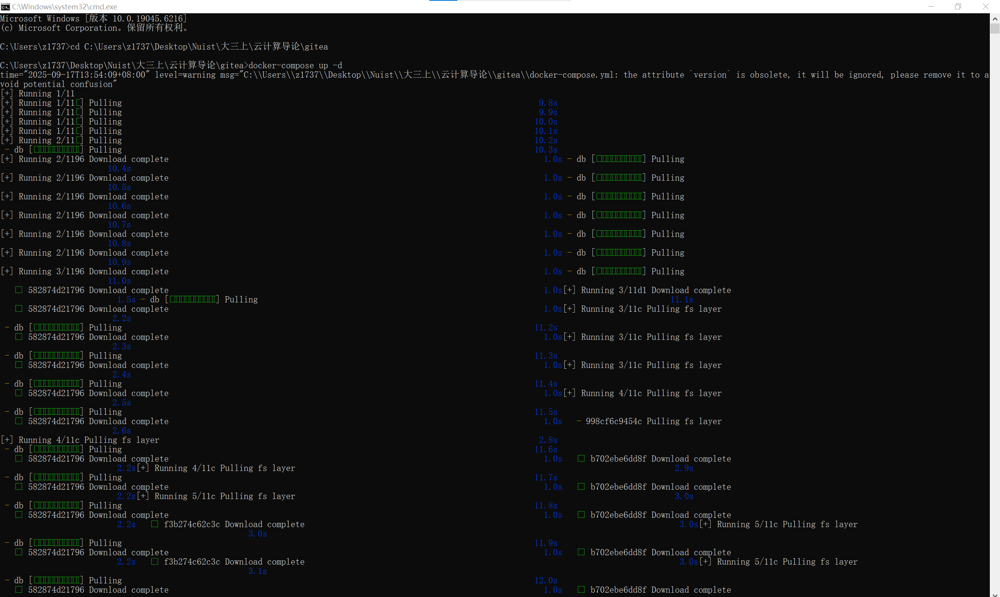 C:\Windows\system32\cmd.exe
Microsoft Windows [版本 10.0.19045.6216]
(c) Microsoft Corporation。保留所有权利。
C:\Users\z1737>cd C:\Users\z1737\Desktop\Nuist\大三上\云计算导论\gitea
C:\Users\z1737\Desktop\Nuist\大三上\云计算导论\gitea>docker-compose up -d
time="2025-09-17T13:54:09+08:00" level=warning msg="C:\\Users\\z1737\\Desktop\\Nuist\\大三上\\云计算导论\\gitea\\docker-compose.yml: the attribute `version` is obsolete, it will be ignored, please remove it to a
void potential confusion"
[+] Running 1/11
[+] Running 1/11[] Pulling 9.8s
[+] Running 1/11[] Pulling 9.9s
[+] Running 1/11[] Pulling 10.0s
[+] Running 1/11[] Pulling 10.1s
[+] Running 2/11[] Pulling 10.2s
- db [□□□□□□□□□□] Pulling 10.3s
[+] Running 2/1196 Download complete 1.0s - db [□□□□□□□□□□] Pulling
10.4s
[+] Running 2/1196 Download complete 1.0s - db [□□□□□□□□□□] Pulling
10.5s
[+] Running 2/1196 Download complete 1.0s - db [□□□□□□□□□□] Pulling
10.6s
[+] Running 2/1196 Download complete 1.0s - db [□□□□□□□□□□] Pulling
10.7s
[+] Running 2/1196 Download complete 1.0s - db [□□□□□□□□□□] Pulling
10.8s
[+] Running 2/1196 Download complete 1.0s - db [□□□□□□□□□□] Pulling
10.9s
[+] Running 3/1196 Download complete 1.0s - db [□□□□□□□□□□] Pulling
11.0s
□ 582874d21796 Download complete 1.0s[+] Running 3/11d1 Download complete
1.5s - db [□□□□□□□□□□] Pulling 11.1s
□ 582874d21796 Download complete 1.0s[+] Running 3/11c Pulling fs layer
2.2s
- db [□□□□□□□□□□] Pulling 11.2s
□ 582874d21796 Download complete 1.0s[+] Running 3/11c Pulling fs layer
2.3s
- db [□□□□□□□□□□] Pulling 11.3s
□ 582874d21796 Download complete 1.0s[+] Running 3/11c Pulling fs layer
2.4s
- db [□□□□□□□□□□] Pulling 11.4s
□ 582874d21796 Download complete 1.0s[+] Running 4/11c Pulling fs layer
2.5s
- db [□□□□□□□□□□] Pulling 11.5s
□ 582874d21796 Download complete 1.0s - 998cf6c9454c Pulling fs layer
2.6s
[+] Running 4/11c Pulling fs layer 2.8s
- db [□□□□□□□□□□] Pulling 11.6s
□ 582874d21796 Download complete 1.0s □ b702ebe6dd8f Download complete
2.2s[+] Running 4/11c Pulling fs layer 2.9s
- db [□□□□□□□□□□] Pulling 11.7s
□ 582874d21796 Download complete 1.0s □ b702ebe6dd8f Download complete
2.2s[+] Running 5/11c Pulling fs layer 3.0s
- db [□□□□□□□□□□] Pulling 11.8s
□ 582874d21796 Download complete 1.0s □ b702ebe6dd8f Download complete
2.2s □ f3b274c62c3c Download complete 3.0s[+] Running 5/11c Pulling fs layer
3.0s
- db [□□□□□□□□□□] Pulling 11.9s
□ 582874d21796 Download complete 1.0s □ b702ebe6dd8f Download complete
2.2s □ f3b274c62c3c Download complete 3.0s[+] Running 5/11c Pulling fs layer
3.1s
- db [□□□□□□□□□□] Pulling 12.0s
□ 582874d21796 Download complete 1.0s □ b702ebe6dd8f Download complete